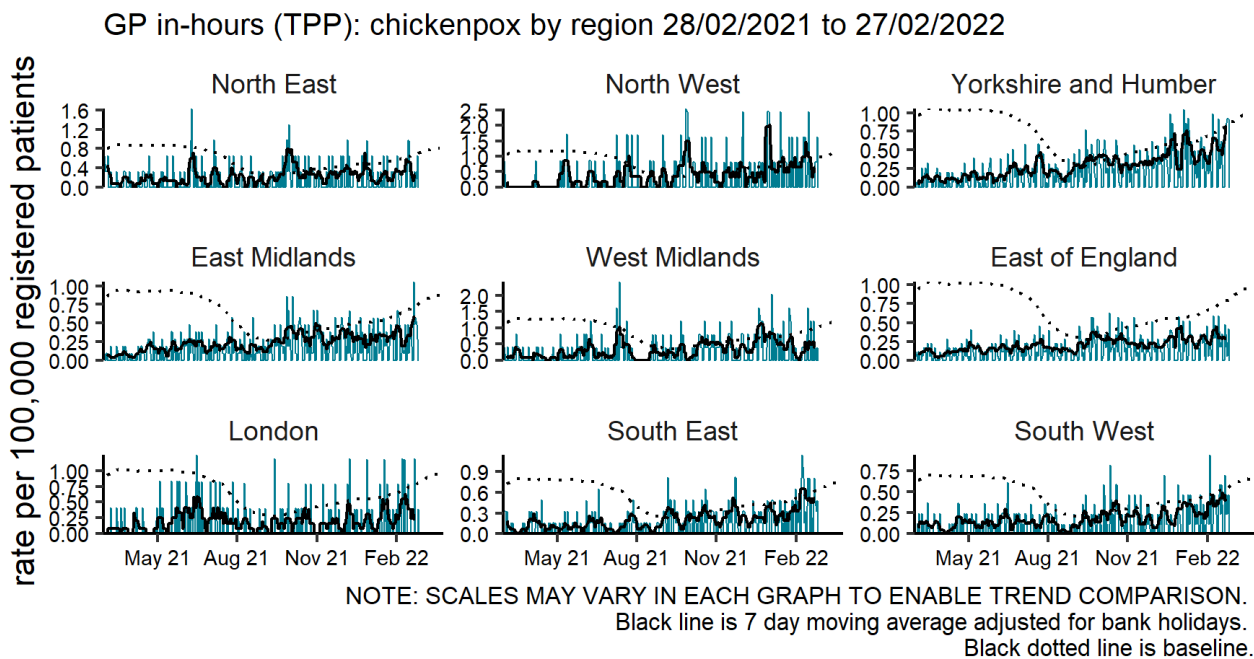 GP in-hours (TPP): chickenpox by region 28/02/2021 to 27/02/2022
rate per 100,000 registered patients
North East
1.6
1.2
0.8
0.4
0.0
North West
2.5
2.0
1.5
1.0
0.5
0.0
Yorkshire and Humber
1.00
0.75
0.50
0.25
0.00
East Midlands
1.00
0.75
0.50
0.25
0.00
West Midlands
2.0
1.5
1.0
0.5
0.0
East of England
1.00
0.75
0.50
0.25
0.00
London
1.00
0.75
0.50
0.25
0.00
South East
0.9
0.6
0.3
0.0
South West
0.75
0.50
0.25
0.00
May 21 Aug 21 Nov 21 Feb 22
May 21 Aug 21 Nov 21 Feb 22
May 21 Aug 21 Nov 21 Feb 22
NOTE: SCALES MAY VARY IN EACH GRAPH TO ENABLE TREND COMPARISON.
Black line is 7 day moving average adjusted for bank holidays.
Black dotted line is baseline.